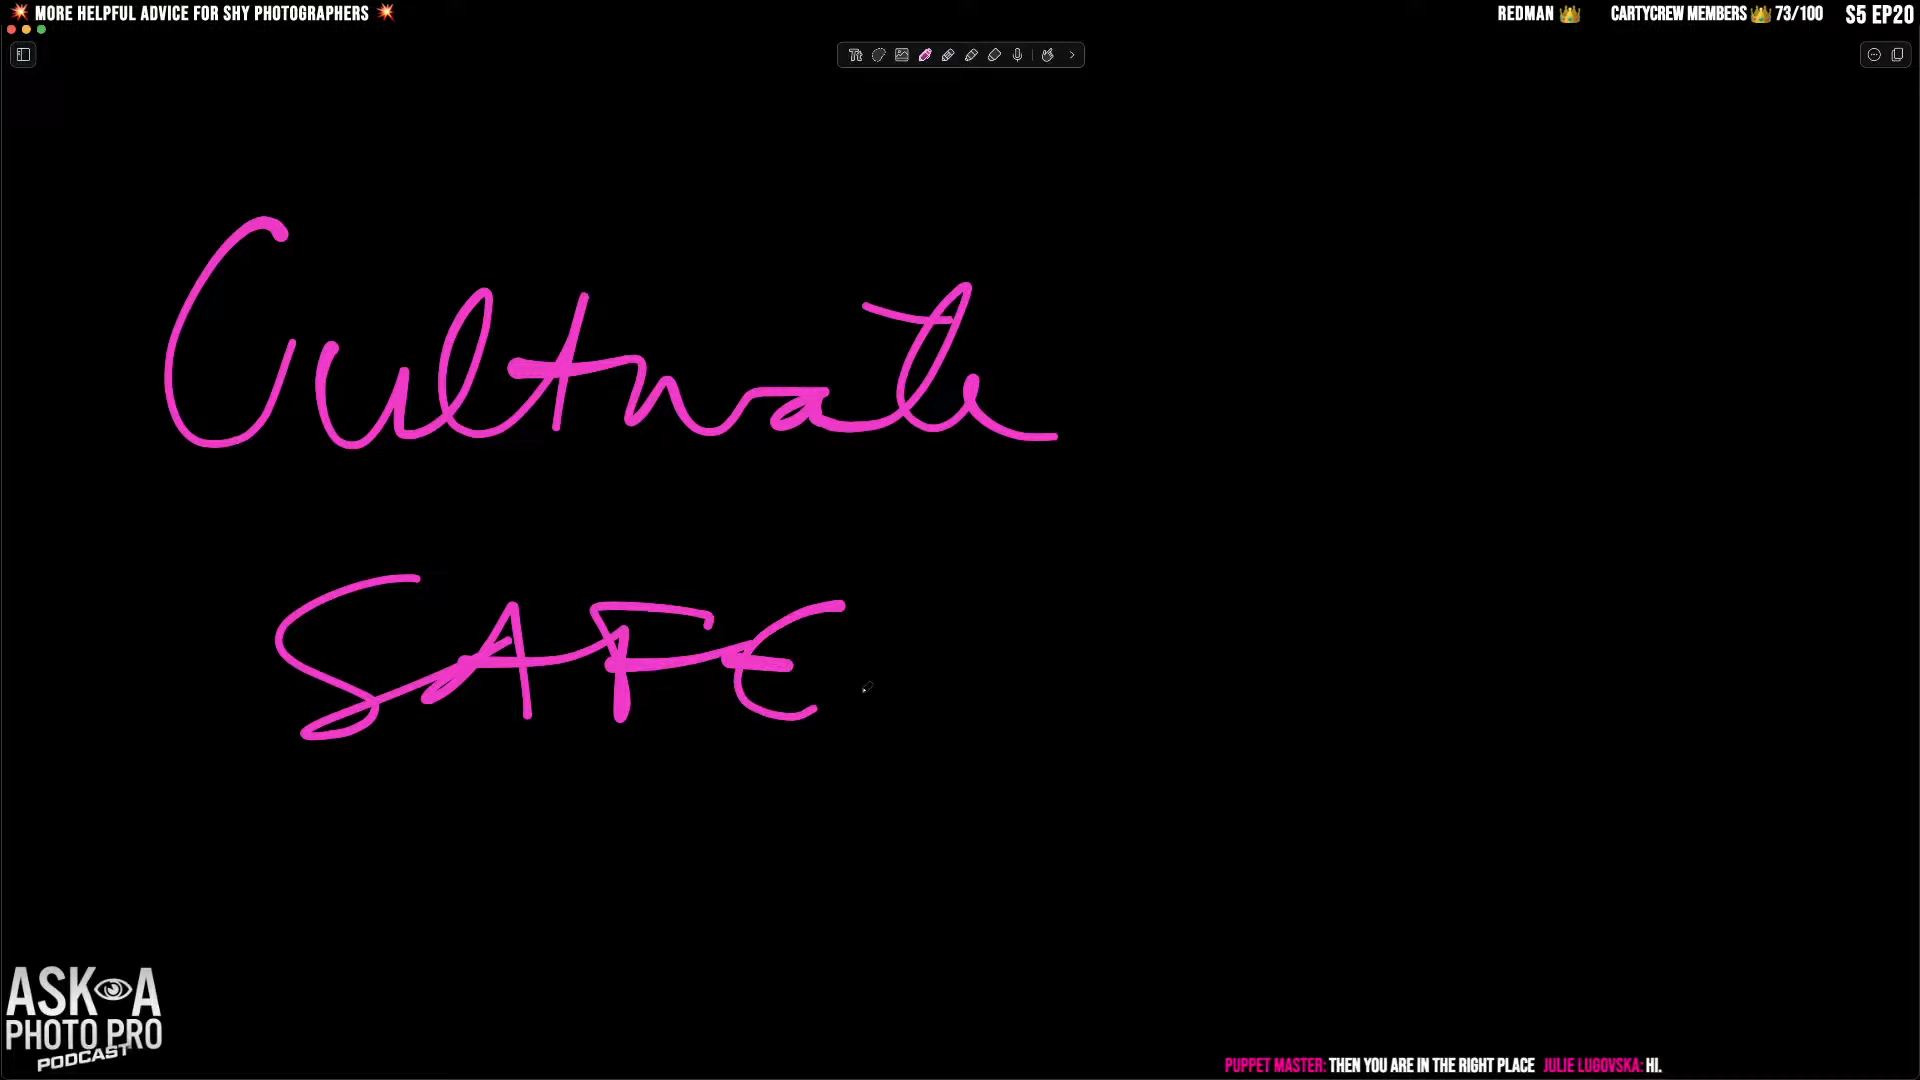 💥 MORE HELPFUL ADVICE FOR SHY PHOTOGRAPHERS 💥
REDMAN 👑 CARTYCREW MEMBERS 👑 73/100 S5 EP20
Tt
Cultivate
SAFE
ASK A
PHOTO PRO
PODCAST
PUPPET MASTER: THEN YOU ARE IN THE RIGHT PLACE JULIE LUGOVSKA: HI.